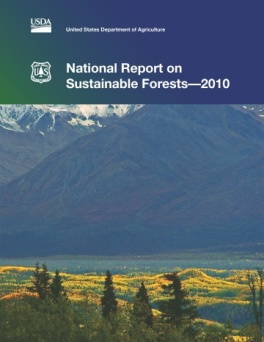 USDA
United States Department of Agriculture
National Report on
Sustainable Forests—2010